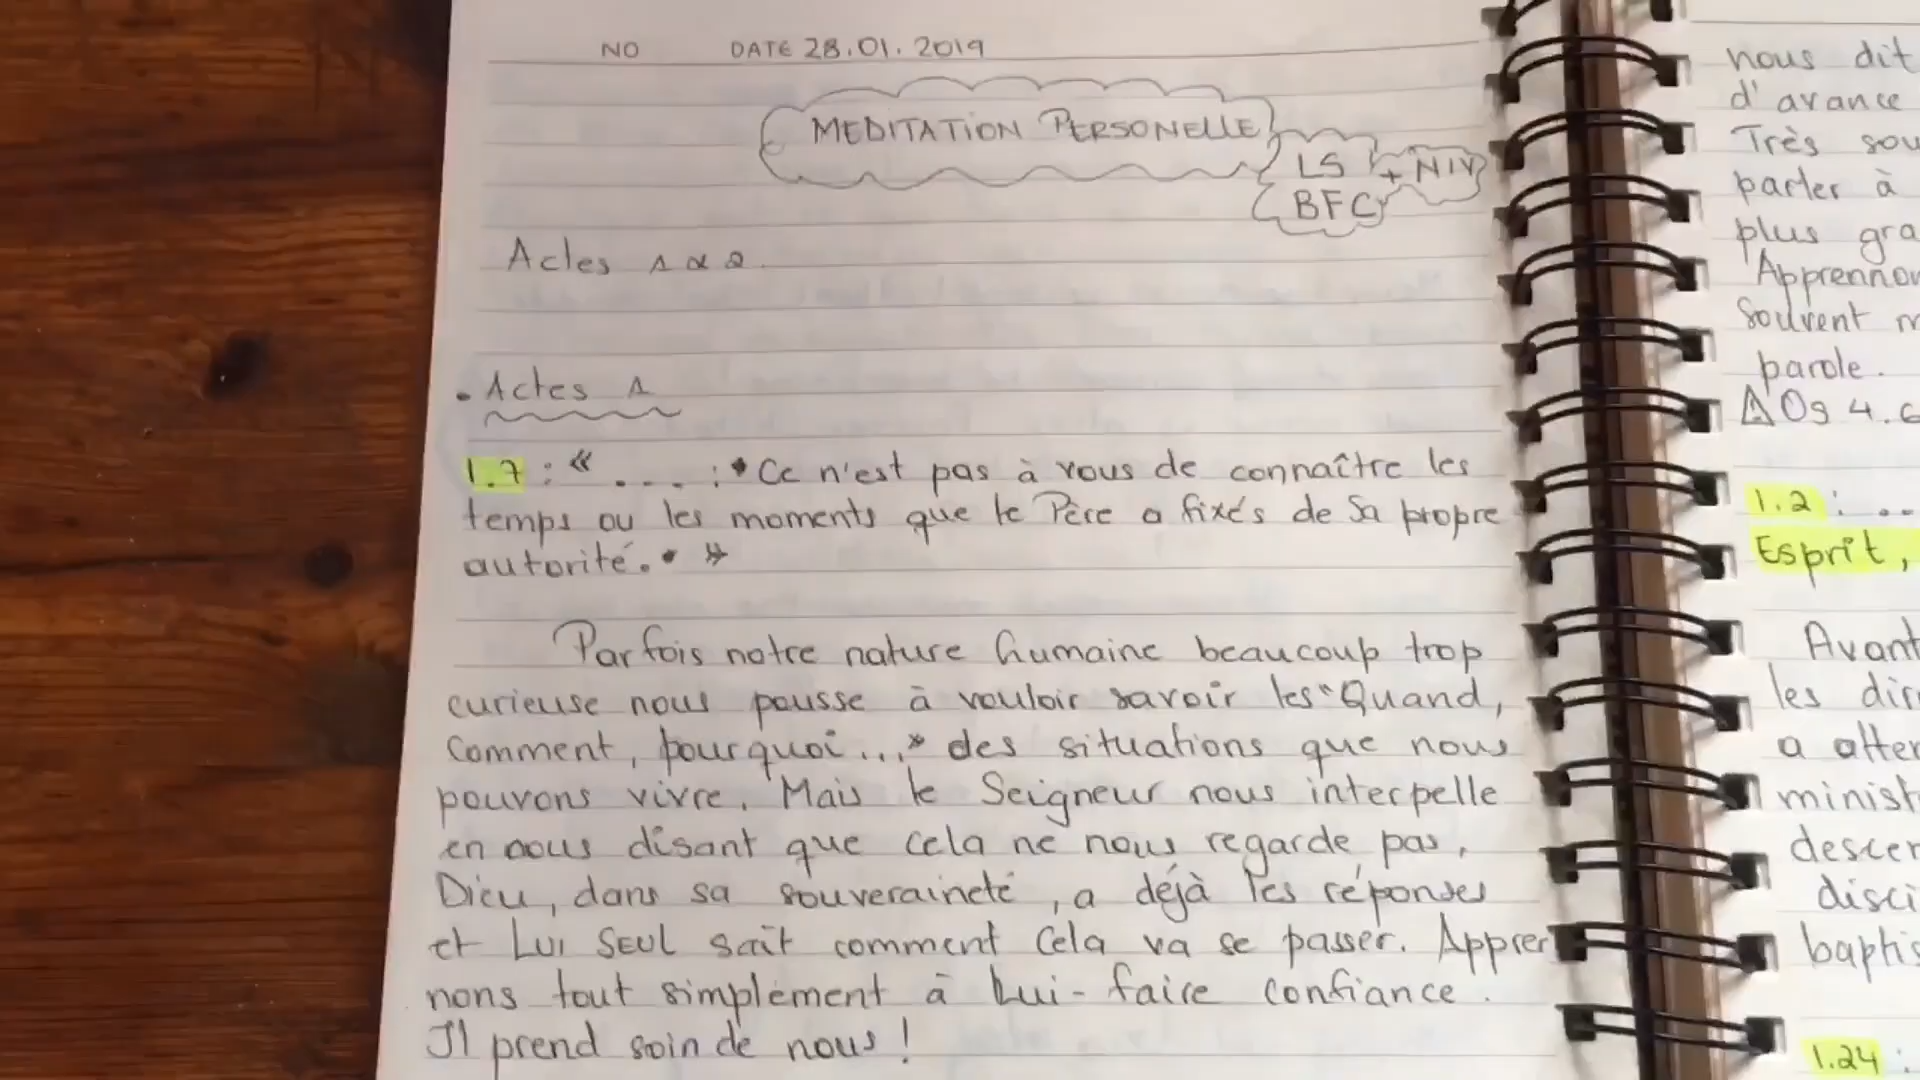 NO DATE 28.01.2019
MEDITATION PERSONELLE
LS + NIV
BFC
Actes 1 & 2
• Actes 1
1.7 : « .... : "Ce n'est pas à vous de connaître les
temps ou les moments que le Père a fixés de Sa propre
autorité." »
Parfois notre nature humaine beaucoup trop
curieuse nous pousse à vouloir savoir les "Quand,
Comment, pourquoi..." des situations que nous
pouvons vivre. Mais le Seigneur nous interpelle
en nous disant que cela ne nous regarde pas.
Dieu, dans sa souveraineté, a déjà les réponses
et LUI SEUL sait comment cela va se passer. Appren
nons tout simplement à Lui-faire confiance.
Il prend soin de nous !
nous dit
d'avance
Très sou
parler à
plus gra
Apprennon
souvent m
parole.
Os 4.6
1.2 : ..
Esprit,
Avant
les dir
a atten
minist
descen
disci
baptis
1.24 :